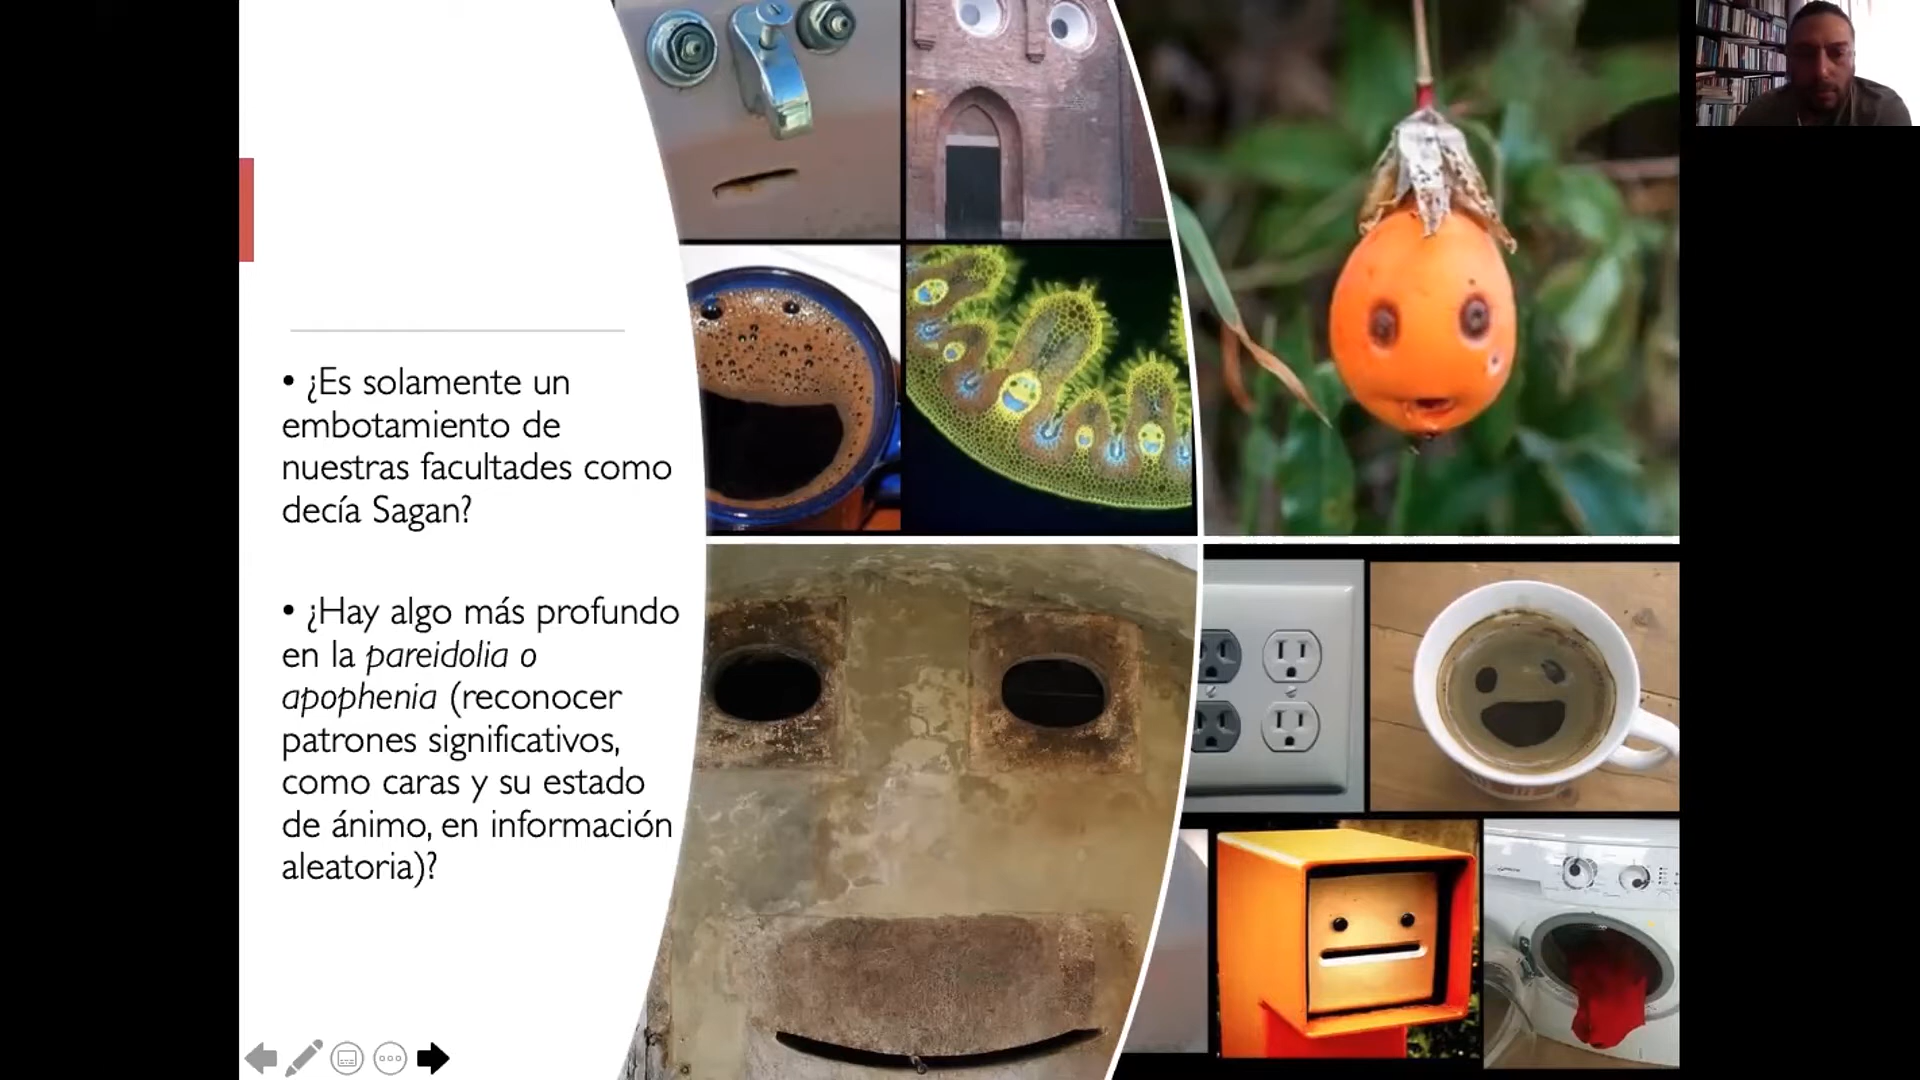 • ¿Es solamente un
embotamiento de
nuestras facultades como
decía Sagan?
• ¿Hay algo más profundo
en la pareidolia o
apophenia (reconocer
patrones significativos,
como caras y su estado
de ánimo, en información
aleatoria)?